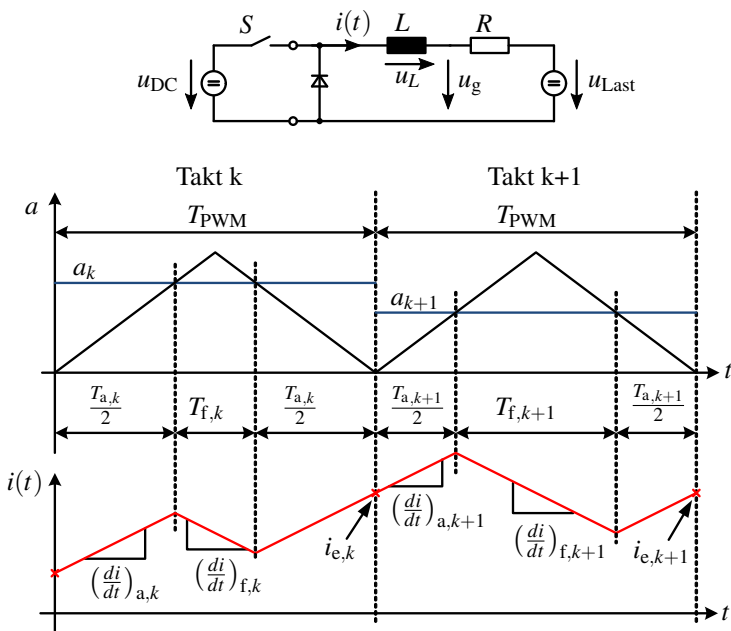 S i(t) L R
u_DC u_L u_g u_Last
Takt k Takt k+1
a T_PWM T_PWM
a_k
a_{k+1}
t
T_{a,k}/2 T_{f,k} T_{a,k}/2 T_{a,k+1}/2 T_{f,k+1} T_{a,k+1}/2
i(t)
(di/dt)_{a,k} (di/dt)_{f,k} i_{e,k} (di/dt)_{a,k+1} (di/dt)_{f,k+1} i_{e,k+1}
t